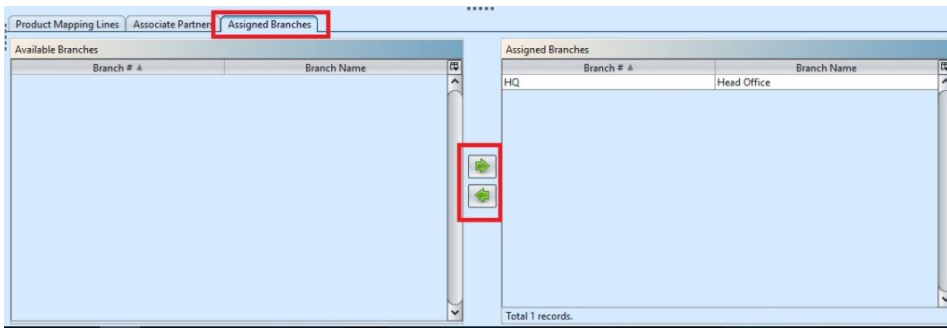 Product Mapping Lines Associate Partners Assigned Branches
Available Branches
Branch # Branch Name
Assigned Branches
Branch # Branch Name
HQ Head Office
Total 1 records.